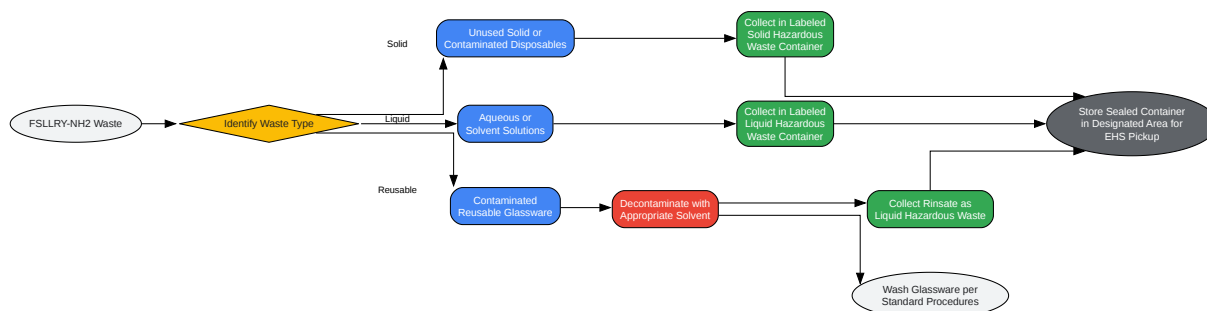 FSLLRY-NH2 Waste
Identify Waste Type
Solid
Liquid
Reusable
Unused Solid or
Contaminated Disposables
Aqueous or
Solvent Solutions
Contaminated
Reusable Glassware
Decontaminate with
Appropriate Solvent
Collect in Labeled
Solid Hazardous
Waste Container
Collect in Labeled
Liquid Hazardous
Waste Container
Collect Rinsate as
Liquid Hazardous Waste
Wash Glassware per
Standard Procedures
Store Sealed Container
in Designated Area for
EHS Pickup